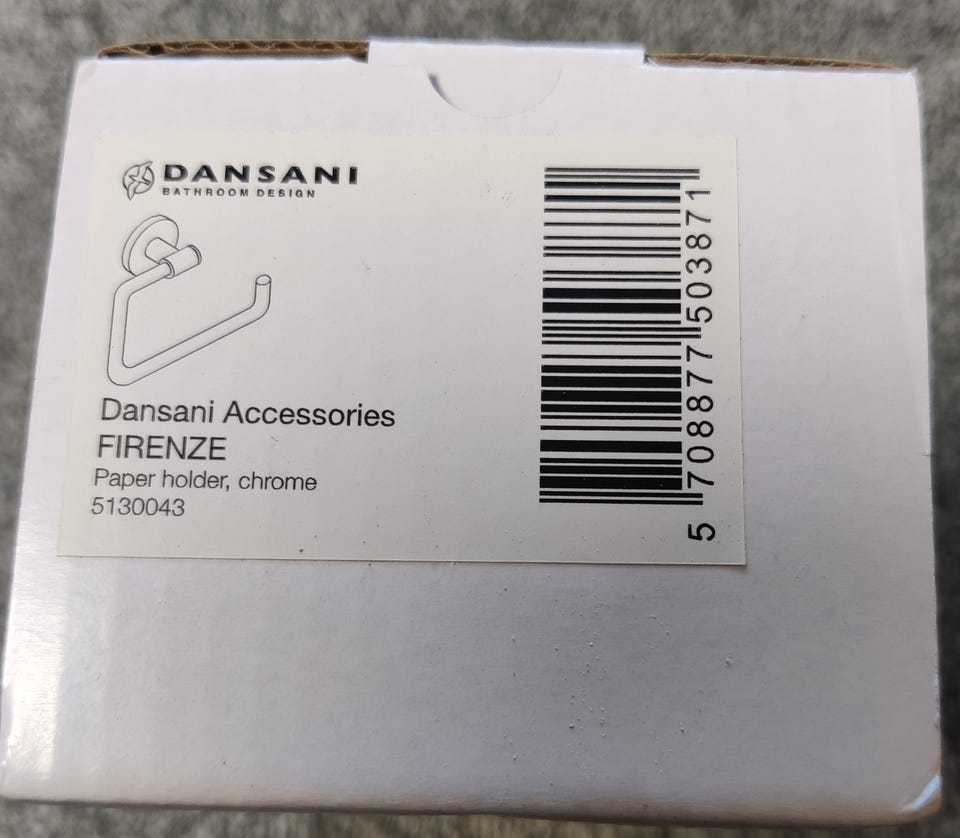 DANSANI
BATHROOM DESIGN
Dansani Accessories
FIRENZE
Paper holder, chrome
5130043
5 708877 503871